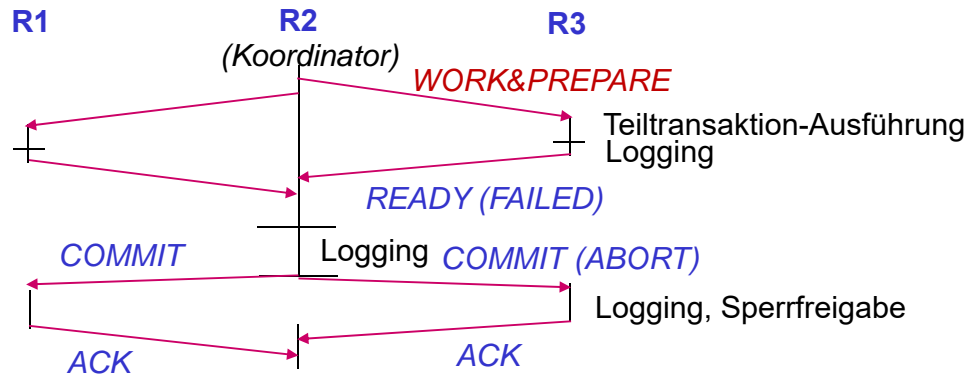 R1
R2
R3
(Koordinator)
WORK&PREPARE
Teiltransaktion-Ausführung
Logging
READY (FAILED)
Logging
COMMIT
COMMIT (ABORT)
Logging, Sperrfreigabe
ACK
ACK